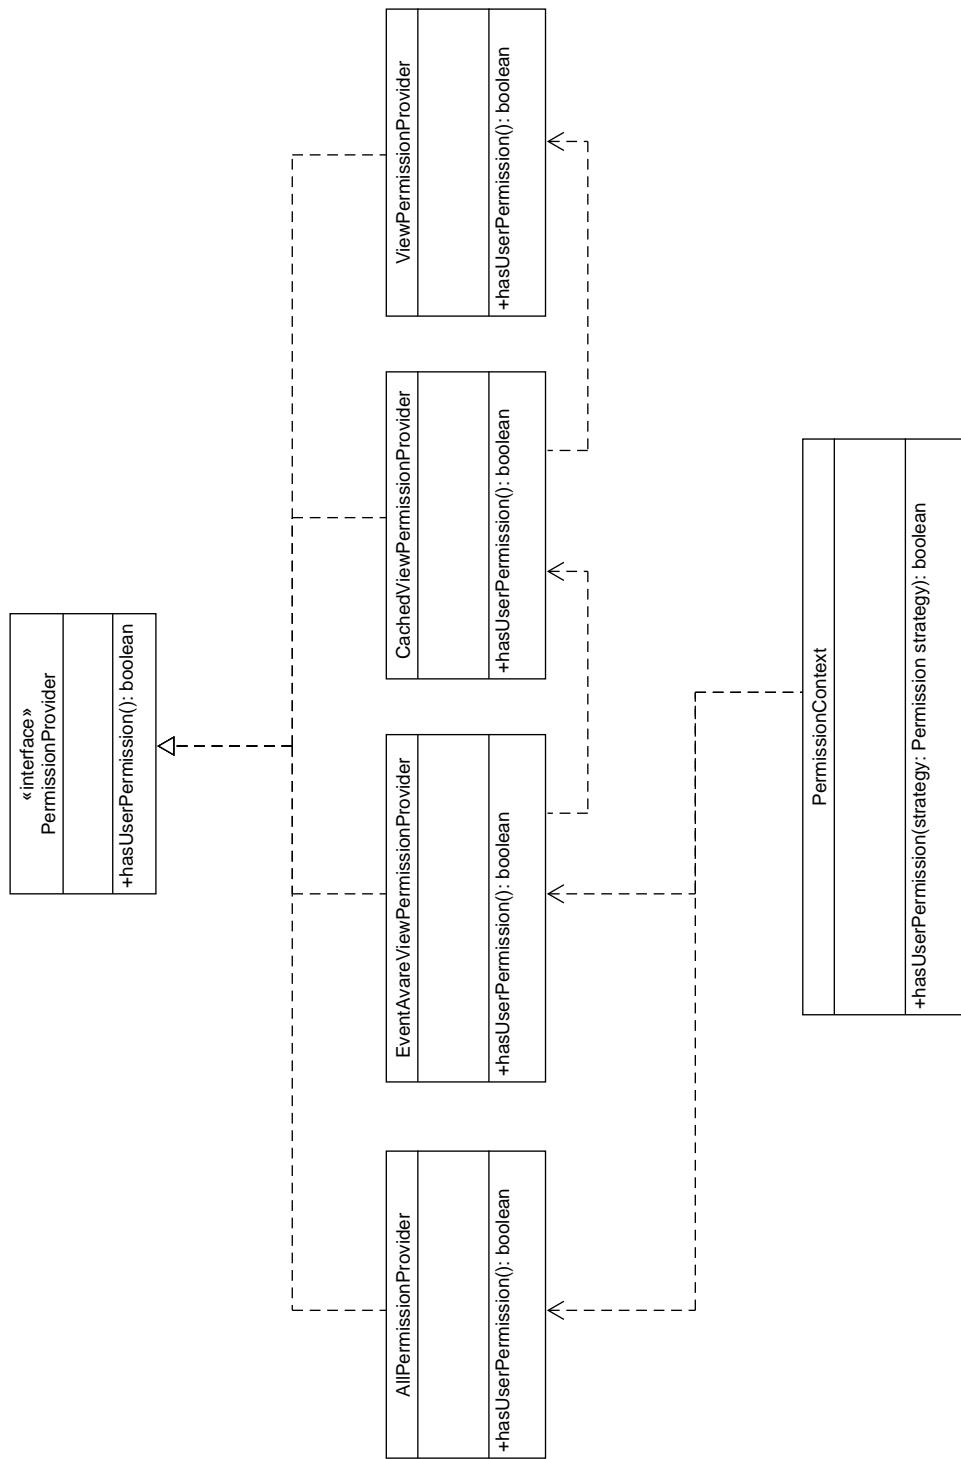 «interface»
PermissionProvider
+hasUserPermission(): boolean
AllPermissionProvider
+hasUserPermission(): boolean
EventAvareViewPermissionProvider
+hasUserPermission(): boolean
CachedViewPermissionProvider
+hasUserPermission(): boolean
ViewPermissionProvider
+hasUserPermission(): boolean
PermissionContext
+hasUserPermission(strategy: Permission strategy): boolean